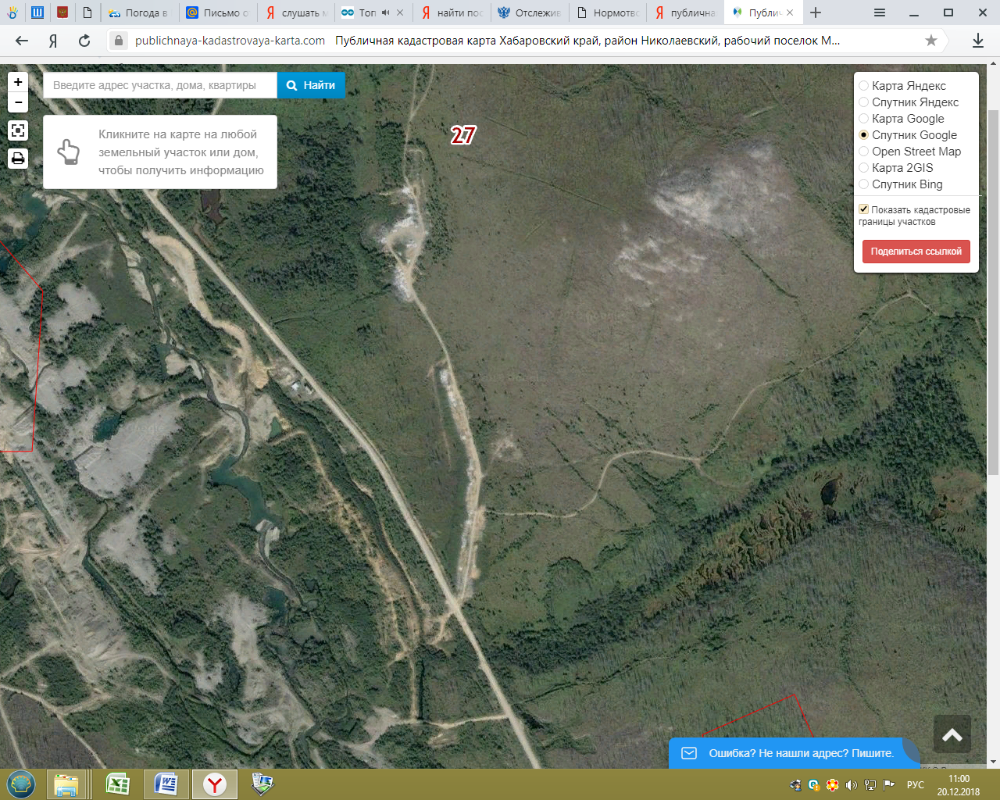 Погода в
Письмо о
слушать м
Топ
найти пос
Отслежив
Нормотво
публична
Публич
publichnaya-kadastrovaya-karta.com Публичная кадастровая карта Хабаровский край, район Николаевский, рабочий поселок М...
+
−
Введите адрес участка, дома, квартиры
Найти
Кликните на карте на любой
земельный участок или дом,
чтобы получить информацию
27
Карта Яндекс
Спутник Яндекс
Карта Google
Спутник Google
Open Street Map
Карта 2GIS
Спутник Bing
Показать кадастровые
границы участков
Поделиться ссылкой
Ошибка? Не нашли адрес? Пишите.
РУС
11:00
20.12.2018